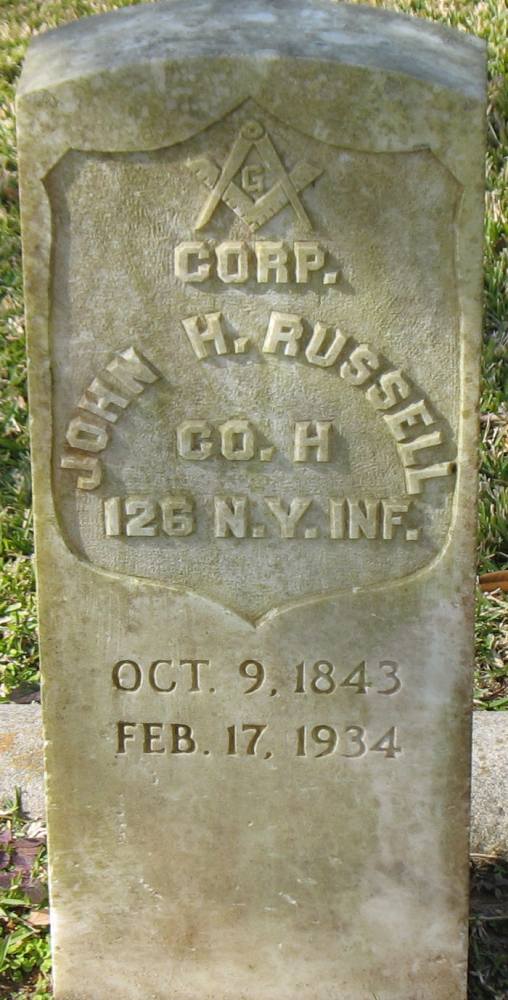 G
CORP.
JOHN H. RUSSELL
CO. H
126 N.Y. INF.
OCT. 9, 1843
FEB. 17, 1934